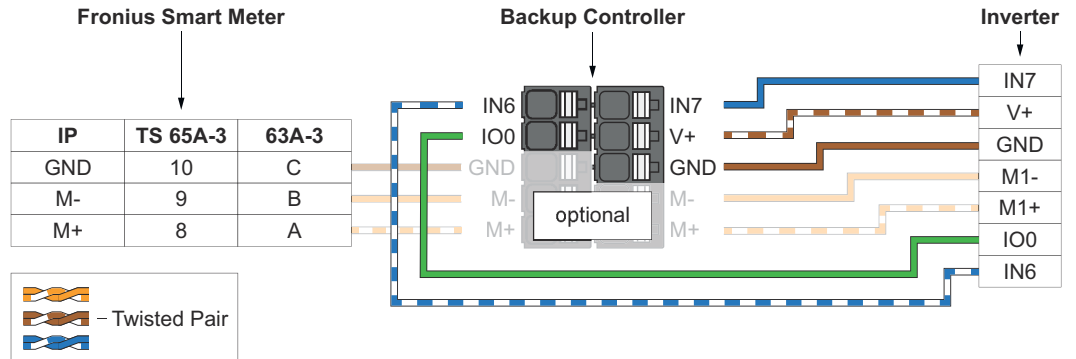 Fronius Smart Meter
Backup Controller
Inverter
IP TS 65A-3 63A-3
GND 10 C
M- 9 B
M+ 8 A
IN6
IO0
GND
M-
M+
optional
IN7
V+
GND
M-
M+
IN7
V+
GND
M1-
M1+
IO0
IN6
Twisted Pair